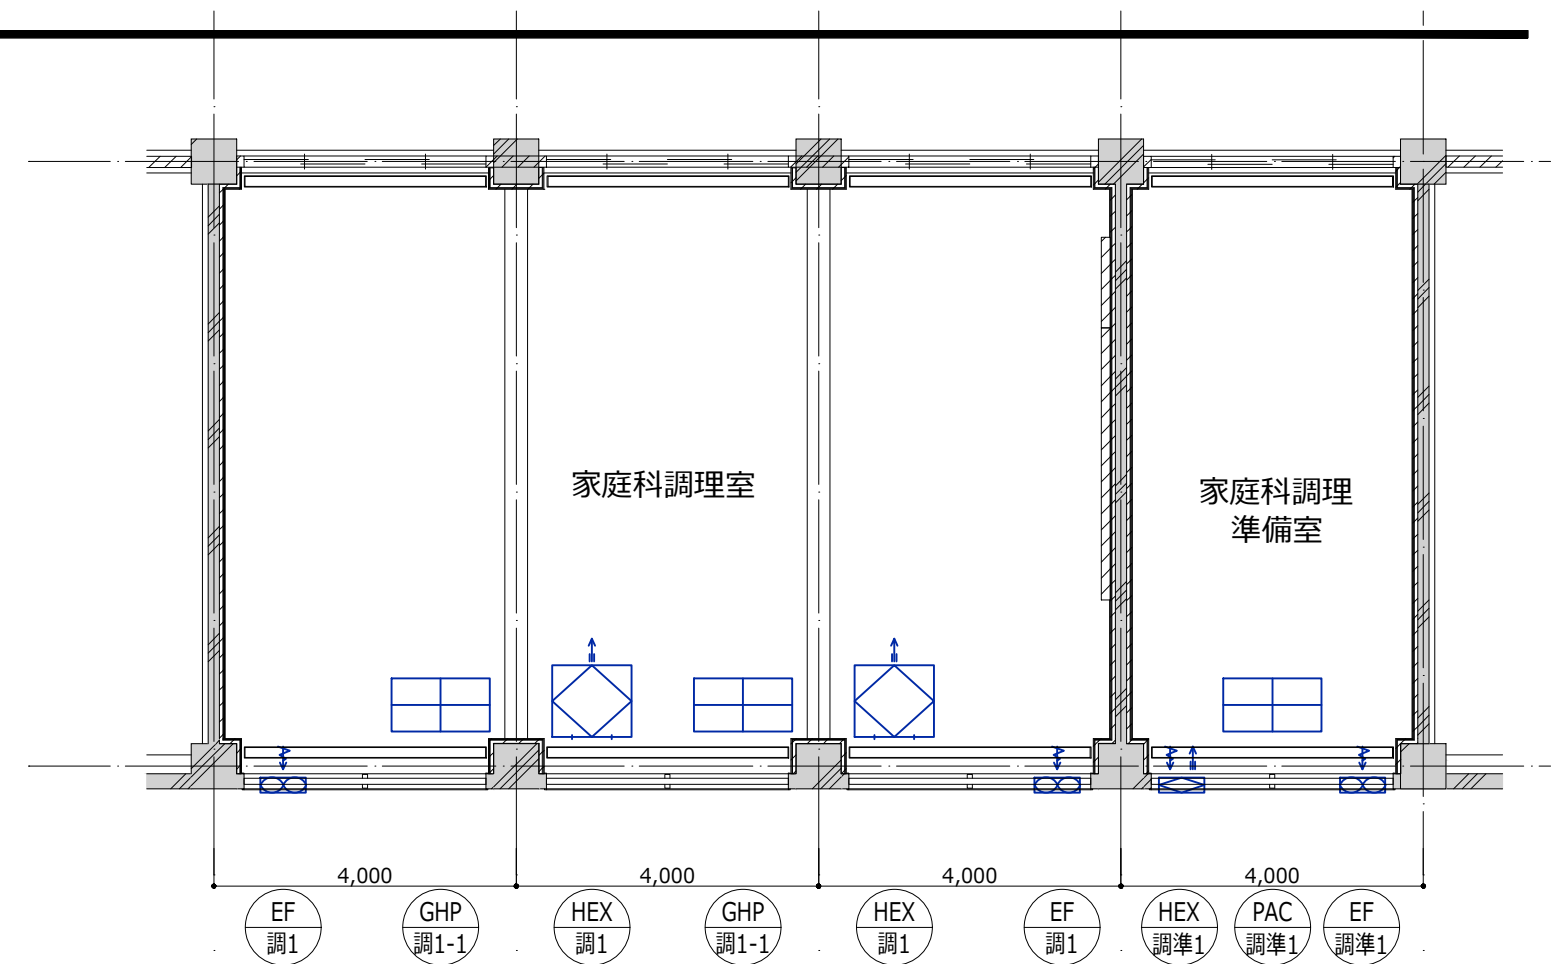 家庭科調理室
家庭科調理
準備室
4,000
4,000
4,000
4,000
EF
調1
GHP
調1-1
HEX
調1
GHP
調1-1
HEX
調1
EF
調1
HEX
調準1
PAC
調準1
EF
調準1